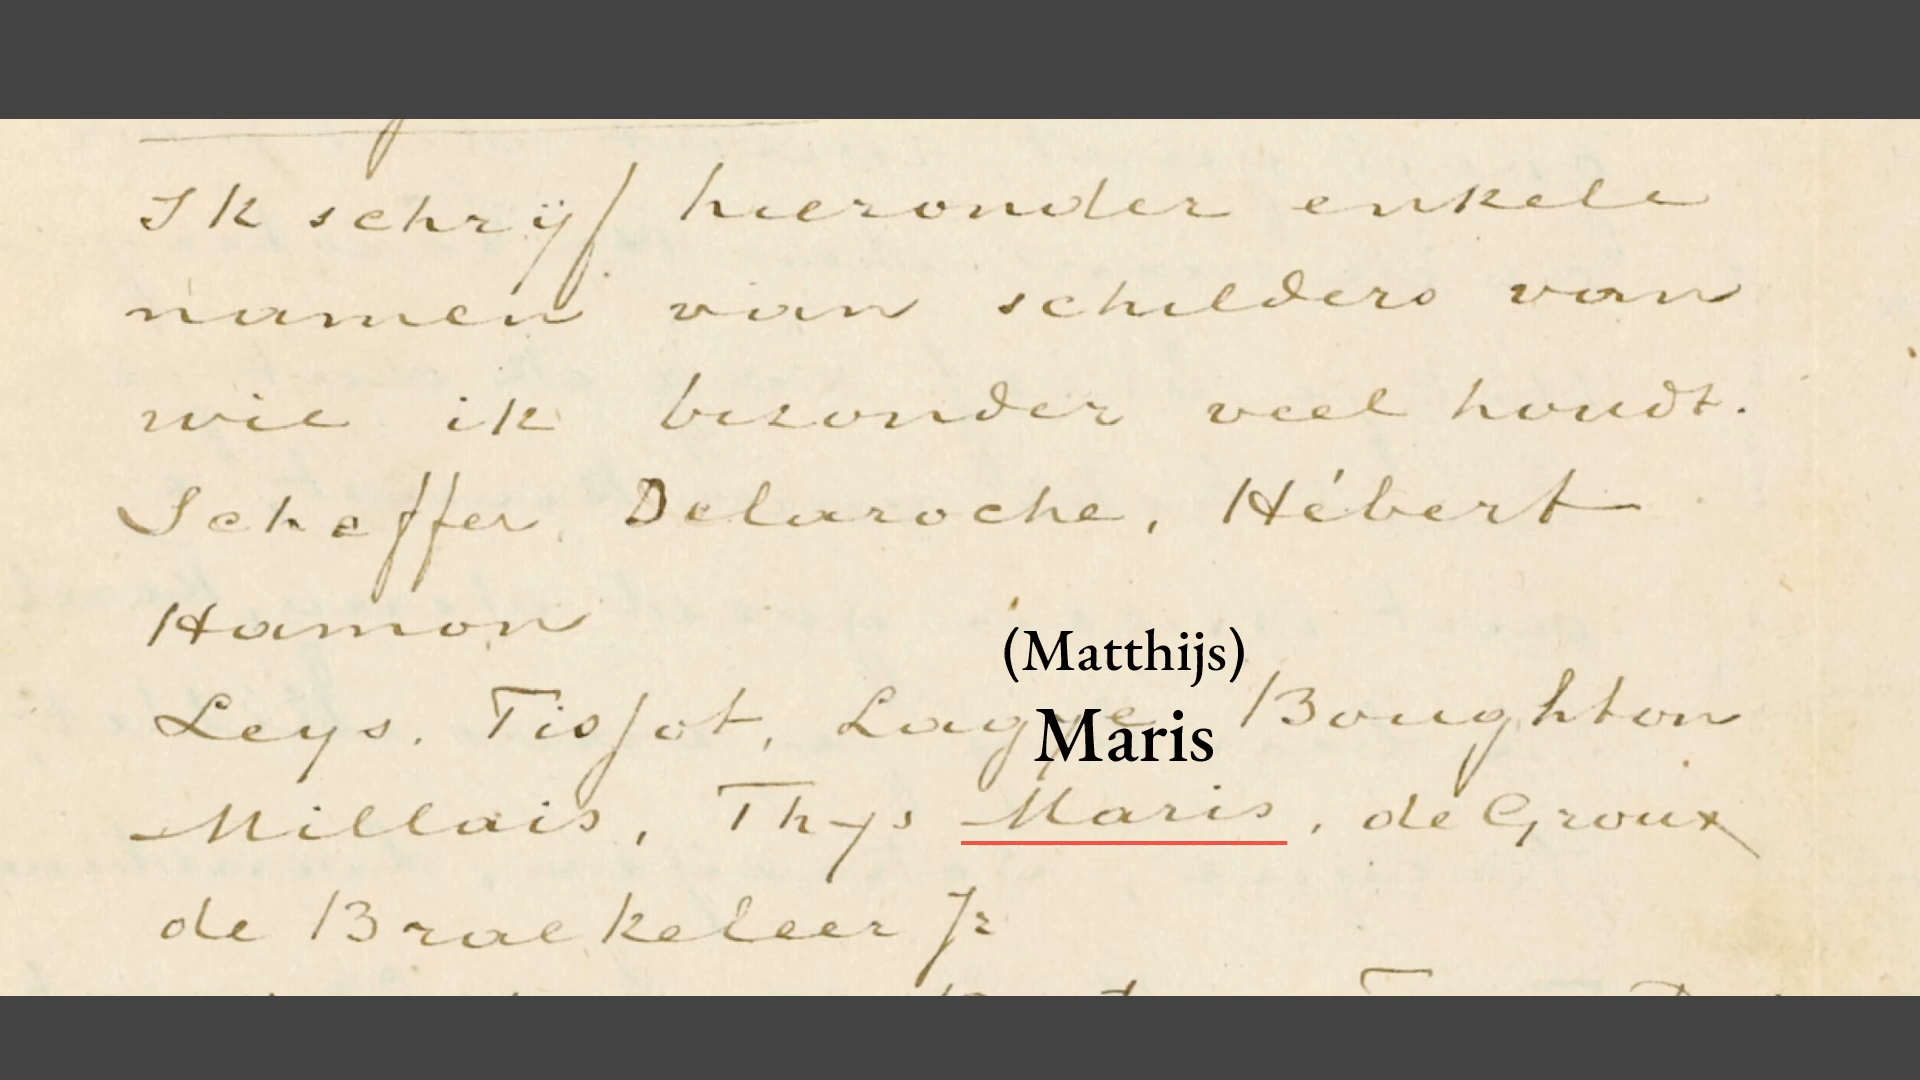 Ik schrijf hieronder enkele
namen van schilders van
wie ik bezonder veel houdt.
Scheffer, Delaroche, Hébert
Hamon
(Matthijs)
Leys, Tissot, Lagye Boughton
Maris
Millais, Thys Maris, de Groux
de Braekeleer Jr